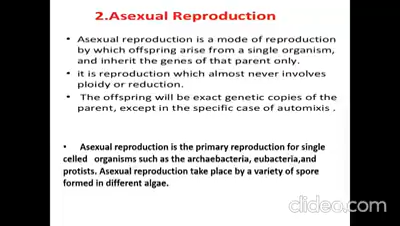 2.Asexual Reproduction
• Asexual reproduction is a mode of reproduction
by which offspring arise from a single organism,
and inherit the genes of that parent only.
• it is reproduction which almost never involves
ploidy or reduction.
• The offspring will be exact genetic copies of the
parent, except in the specific case of automixis .
• Asexual reproduction is the primary reproduction for single
celled organisms such as the archaebacteria, eubacteria,and
protists. Asexual reproduction take place by a variety of spore
formed in different algae.
clideo.com